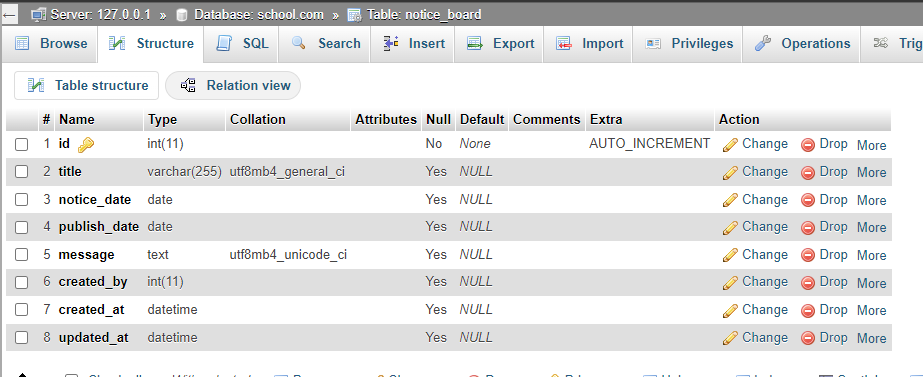 Server: 127.0.0.1 » Database: school.com » Table: notice_board
Browse Structure SQL Search Insert Export Import Privileges Operations
Table structure Relation view
# Name Type Collation Attributes Null Default Comments Extra Action
1 id int(11) No None AUTO_INCREMENT Change Drop More
2 title varchar(255) utf8mb4_general_ci Yes NULL Change Drop More
3 notice_date date Yes NULL Change Drop More
4 publish_date date Yes NULL Change Drop More
5 message text utf8mb4_unicode_ci Yes NULL Change Drop More
6 created_by int(11) Yes NULL Change Drop More
7 created_at datetime Yes NULL Change Drop More
8 updated_at datetime Yes NULL Change Drop More